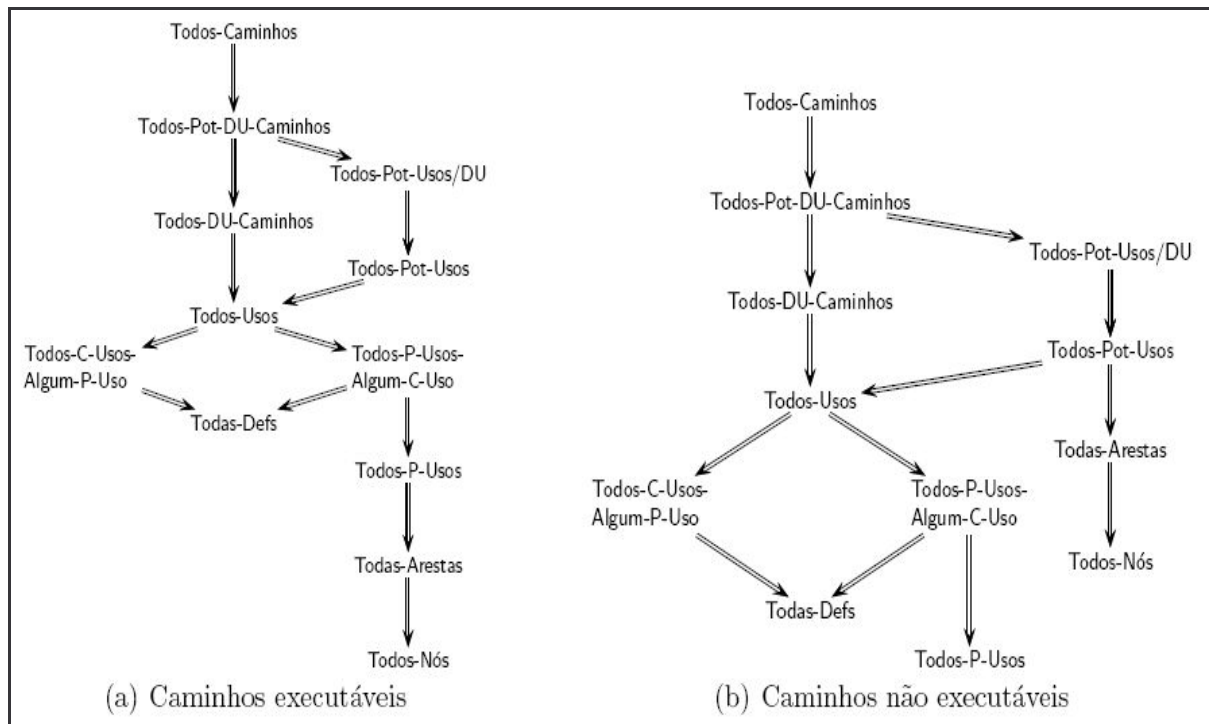 Todos-Caminhos
Todos-Pot-DU-Caminhos
Todos-Pot-Usos/DU
Todos-DU-Caminhos
Todos-Pot-Usos
Todos-Usos
Todos-C-Usos-
Algum-P-Uso
Todos-P-Usos-
Algum-C-Uso
Todas-Defs
Todos-P-Usos
Todas-Arestas
Todos-Nós
(a) Caminhos executáveis
Todos-Caminhos
Todos-Pot-DU-Caminhos
Todos-Pot-Usos/DU
Todos-DU-Caminhos
Todos-Pot-Usos
Todos-Usos
Todas-Arestas
Todos-C-Usos-
Algum-P-Uso
Todos-P-Usos-
Algum-C-Uso
Todos-Nós
Todas-Defs
Todos-P-Usos
(b) Caminhos não executáveis